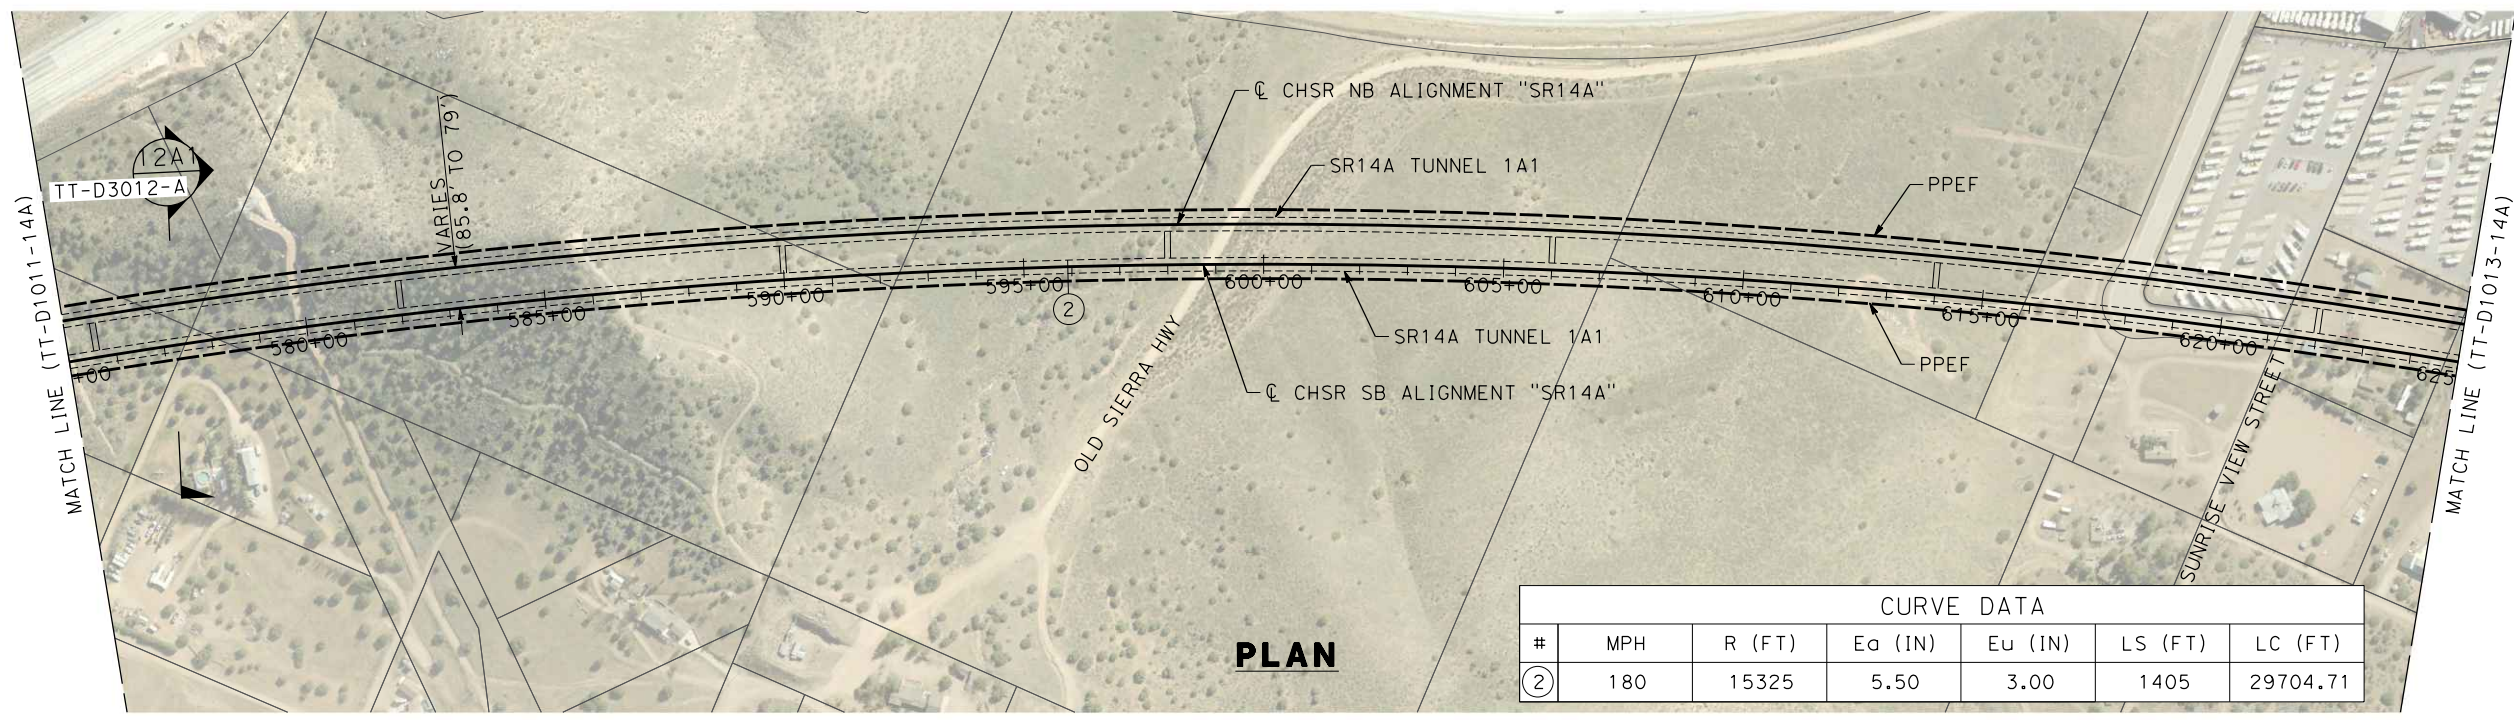 ℄ CHSR NB ALIGNMENT "SR14A"
SR14A TUNNEL 1A1
PPEF
12A1
TT-D3012-A
VARIES
(85.8' TO 79')
MATCH LINE (TT-D1011-14A)
MATCH LINE (TT-D1013-14A)
+00
580+00
585+00
590+00
595+00
600+00
605+00
610+00
615+00
620+00
625
2
SR14A TUNNEL 1A1
PPEF
℄ CHSR SB ALIGNMENT "SR14A"
OLD SIERRA HWY
SUNRISE VIEW STREET
PLAN
CURVE DATA
# MPH R (FT) Ea (IN) Eu (IN) LS (FT) LC (FT)
2 180 15325 5.50 3.00 1405 29704.71